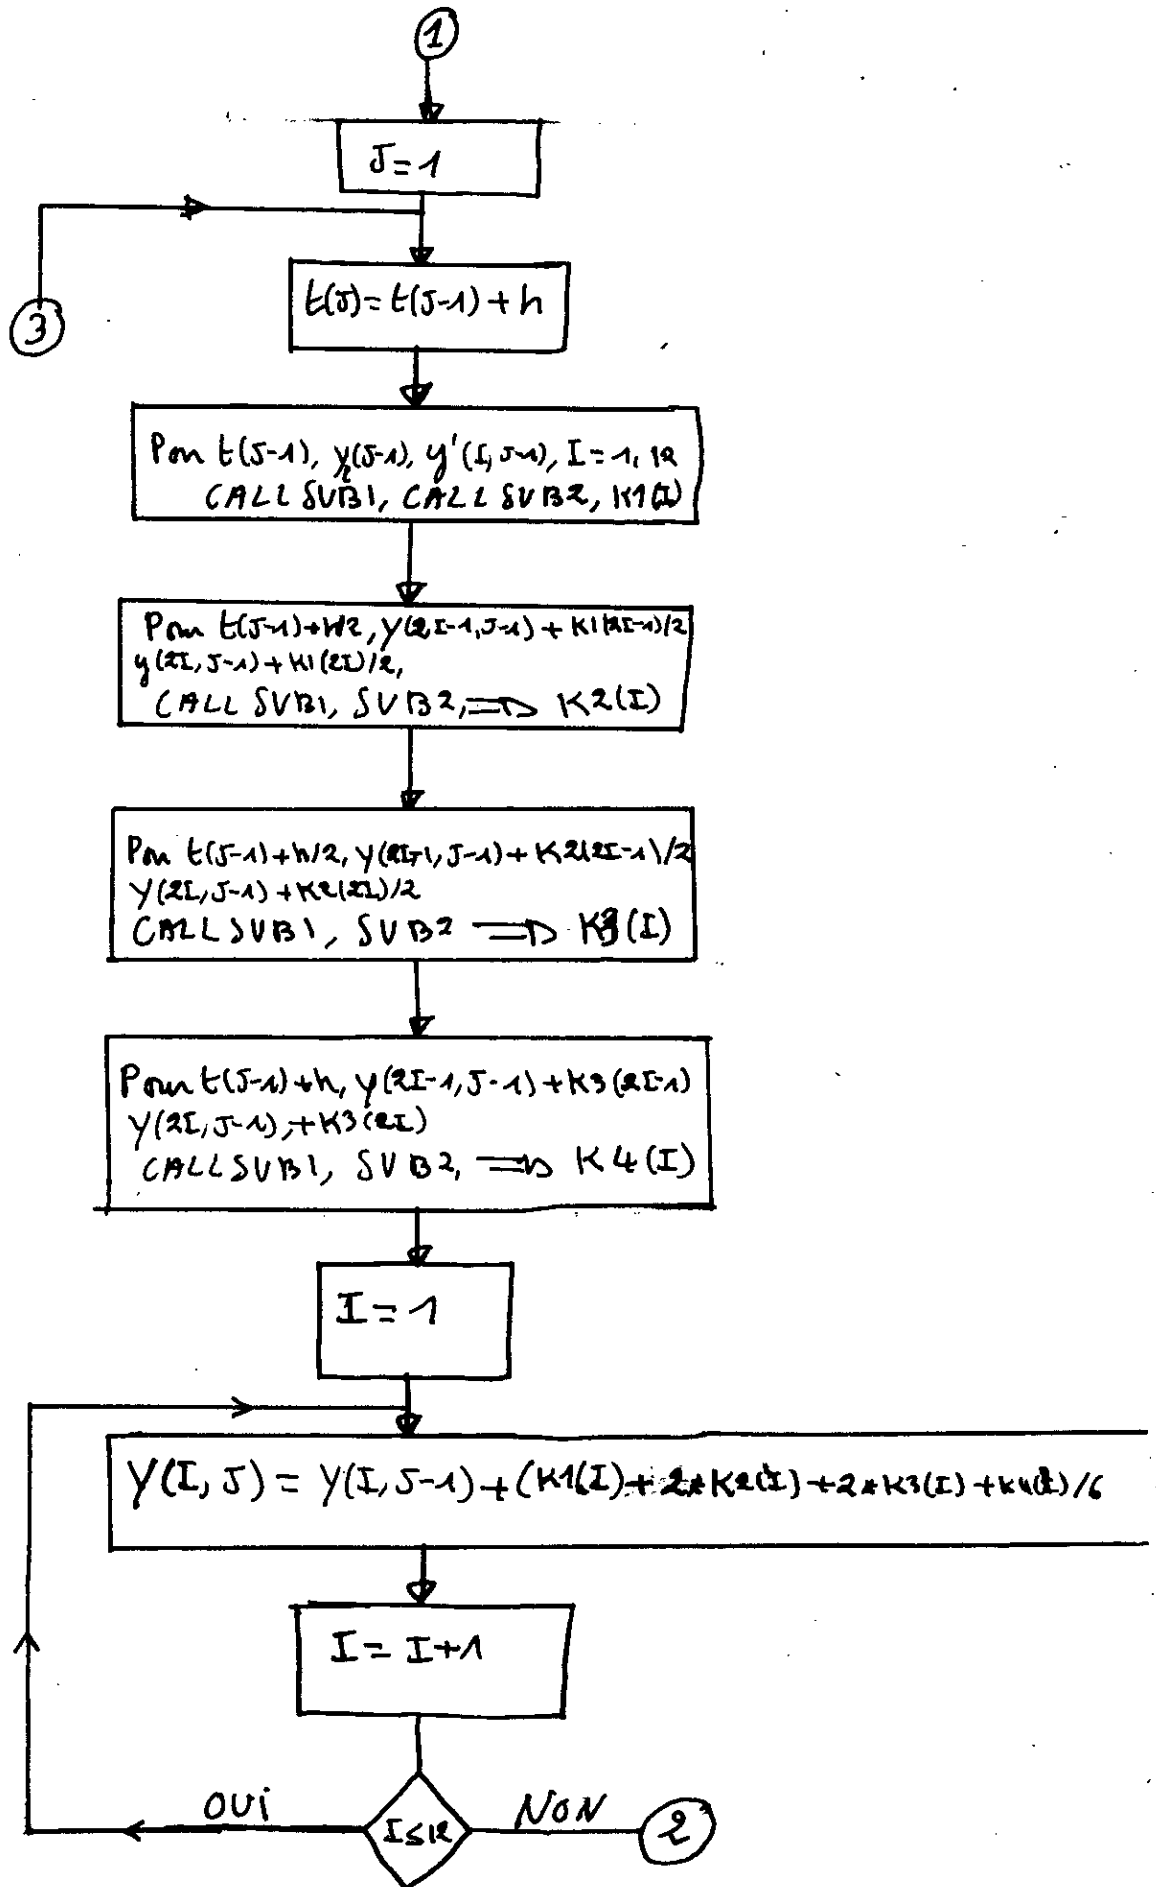 1
J=1
3
t(J)=t(J-1)+h
Pour t(J-1), y(J-1), y'(I,J-1), I=1,12
CALL SUB1, CALL SUB2, K1(I)
Pour t(J-1)+h/2, Y(2I-1,J-1)+K1(2I-1)/2
y(2I,J-1)+K1(2I)/2,
CALL SUB1, SUB2, ⇒ K2(I)
Pour t(J-1)+h/2, y(2I-1,J-1)+K2(2I-1)/2
Y(2I,J-1)+K2(2I)/2
CALL SUB1, SUB2 ⇒ K3(I)
Pour t(J-1)+h, y(2I-1,J-1)+K3(2I-1)
Y(2I,J-1),+K3(2I)
CALL SUB1, SUB2, ⇒ K4(I)
I=1
Y(I,J)=Y(I,J-1)+(K1(I)+2*K2(I)+2*K3(I)+K4(I)/6
I=I+1
OUi I≤12 NON 2